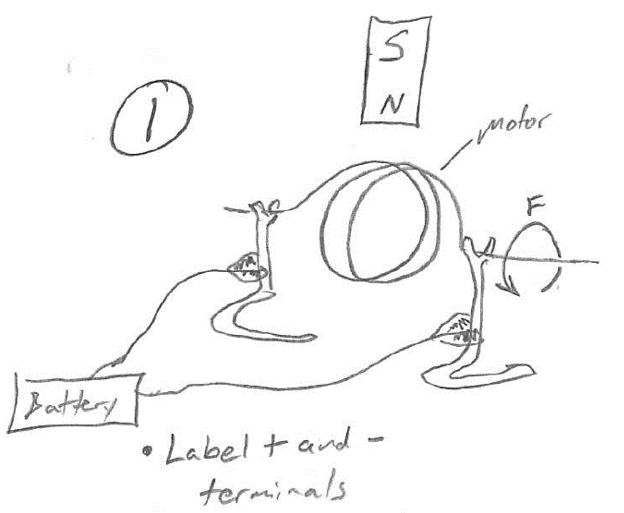 S
N
1
Motor
F
Battery
• Label + and -
terminals